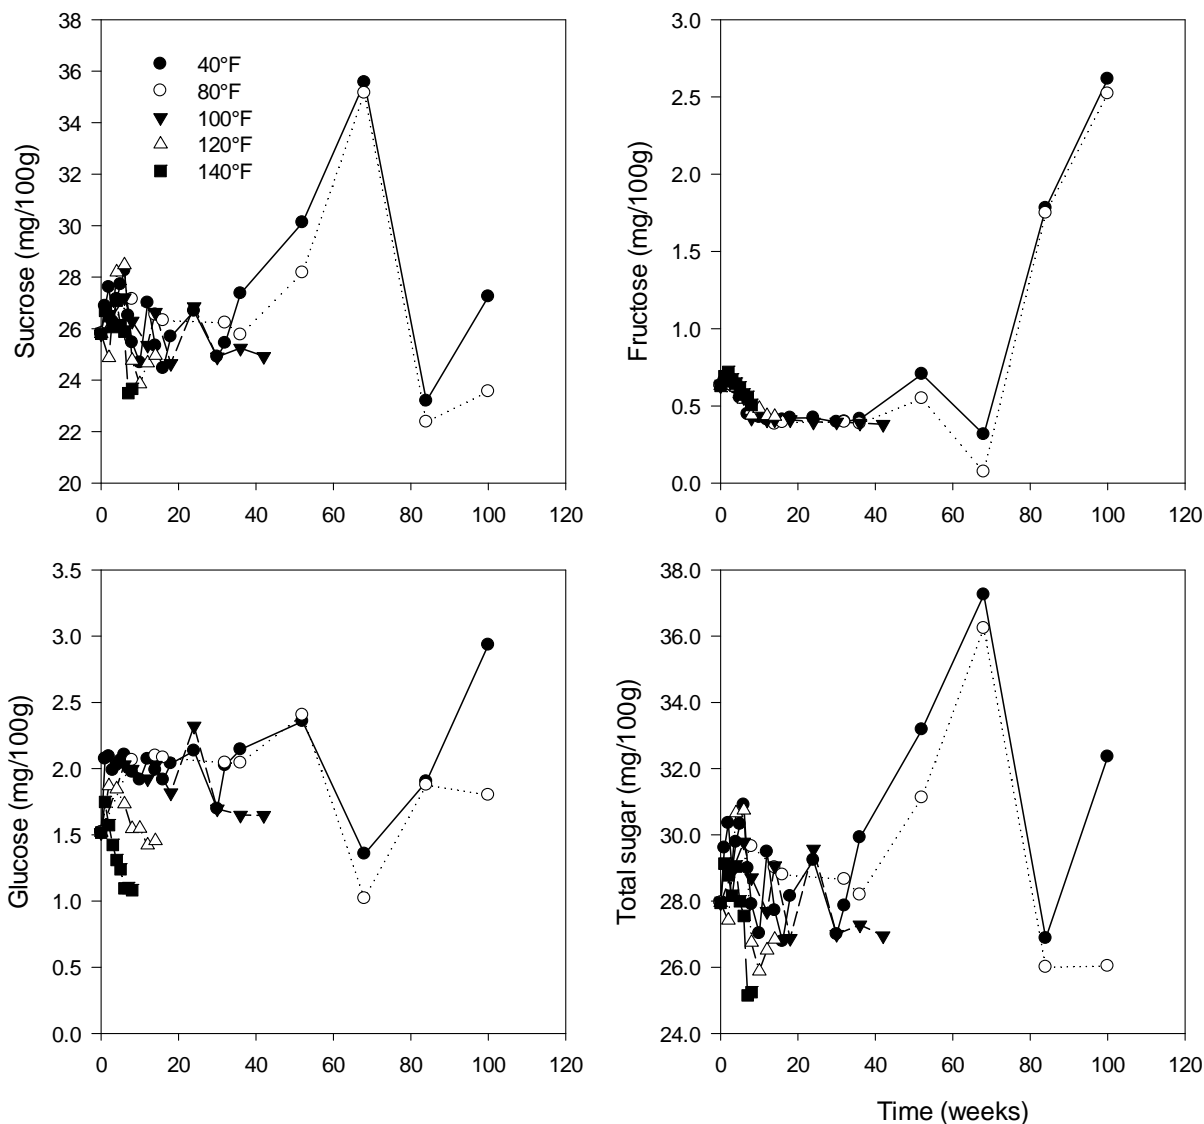 38
36
34
32
30
28
26
24
22
20
Sucrose (mg/100g)
40°F
80°F
100°F
120°F
140°F
0 20 40 60 80 100 120
3.0
2.5
2.0
1.5
1.0
0.5
0.0
Fructose (mg/100g)
0 20 40 60 80 100 120
3.5
3.0
2.5
2.0
1.5
1.0
0.5
0.0
Glucose (mg/100g)
0 20 40 60 80 100 120
38.0
36.0
34.0
32.0
30.0
28.0
26.0
24.0
Total sugar (mg/100g)
0 20 40 60 80 100 120
Time (weeks)